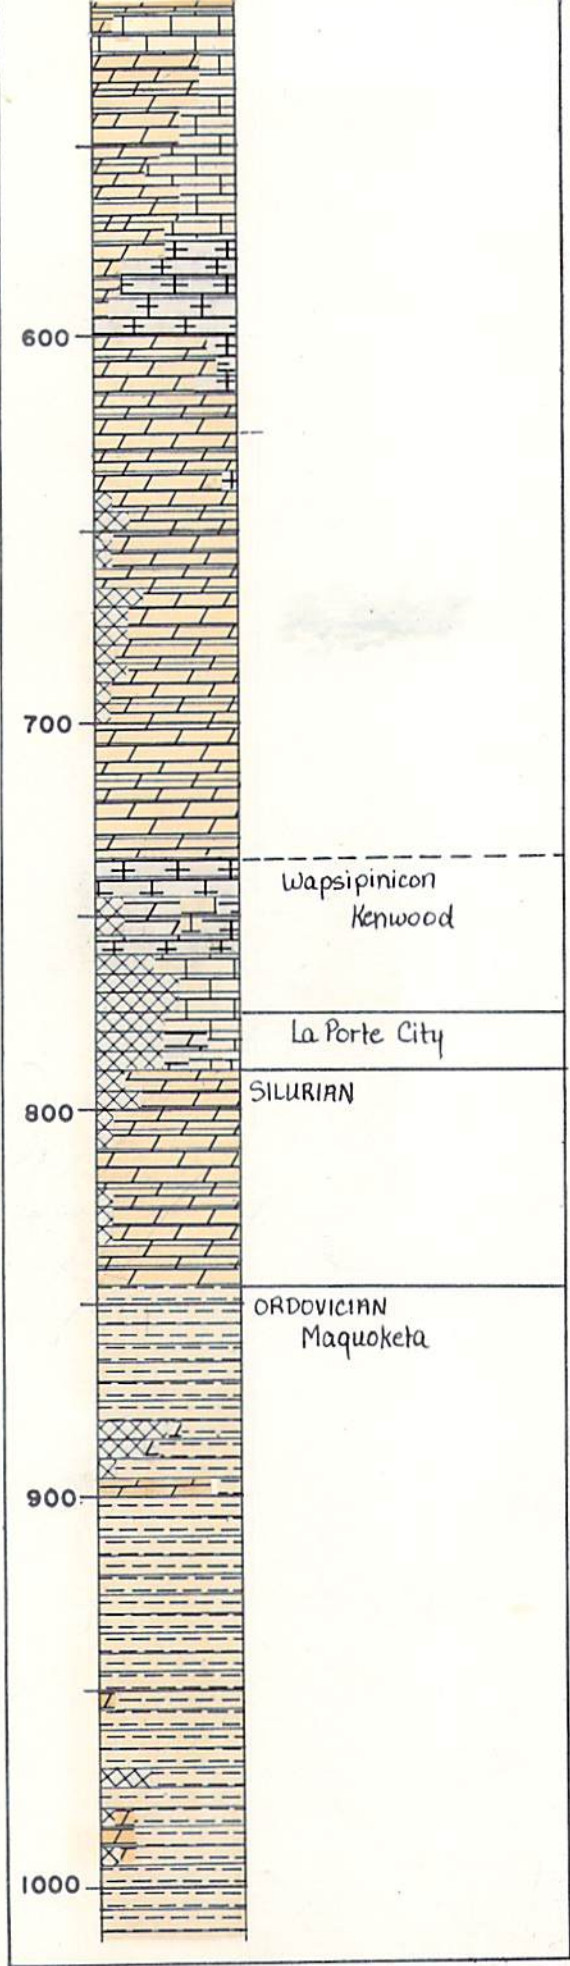 600
700
Wapsipinicon
Kenwood
La Porte City
SILURIAN
800
ORDOVICIAN
Maquoketa
900
1000